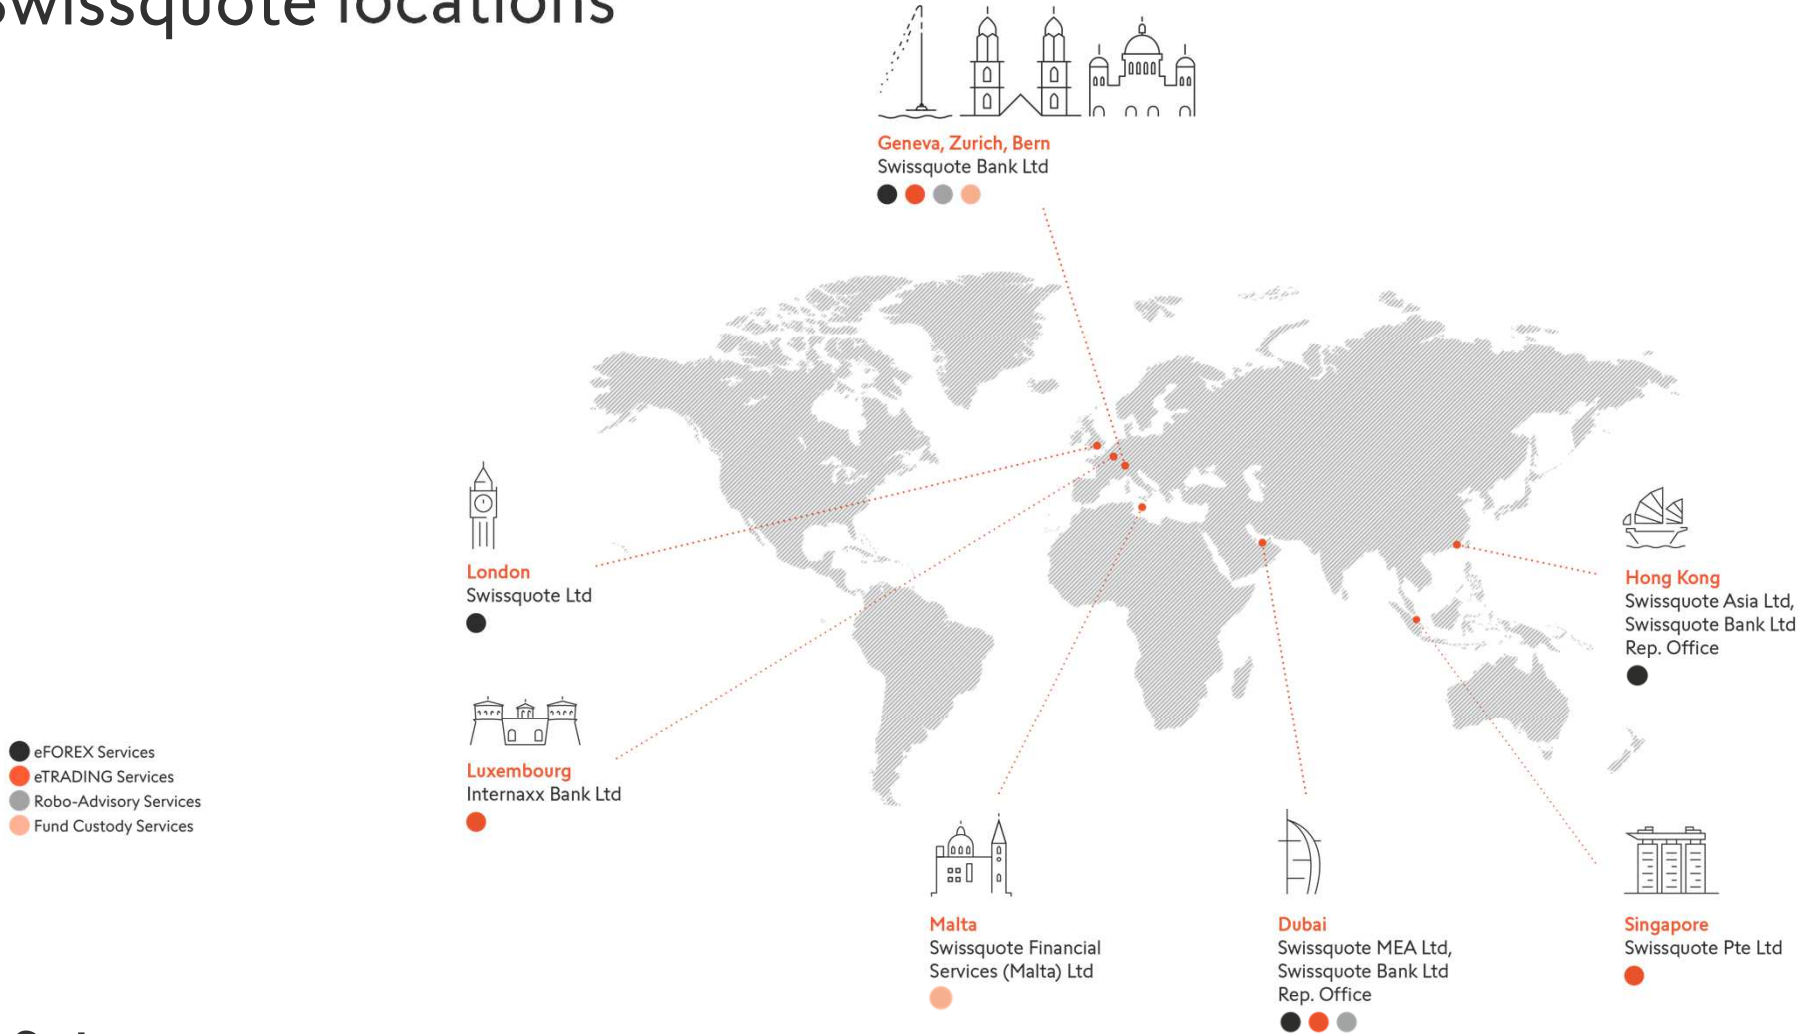 swissquote locations
Geneva, Zurich, Bern
Swissquote Bank Ltd
London
Swissquote Ltd
Hong Kong
Swissquote Asia Ltd,
Swissquote Bank Ltd
Rep. Office
Luxembourg
Internaxx Bank Ltd
eFOREX Services
eTRADING Services
Robo-Advisory Services
Fund Custody Services
Malta
Swissquote Financial
Services (Malta) Ltd
Dubai
Swissquote MEA Ltd,
Swissquote Bank Ltd
Rep. Office
Singapore
Swissquote Pte Ltd